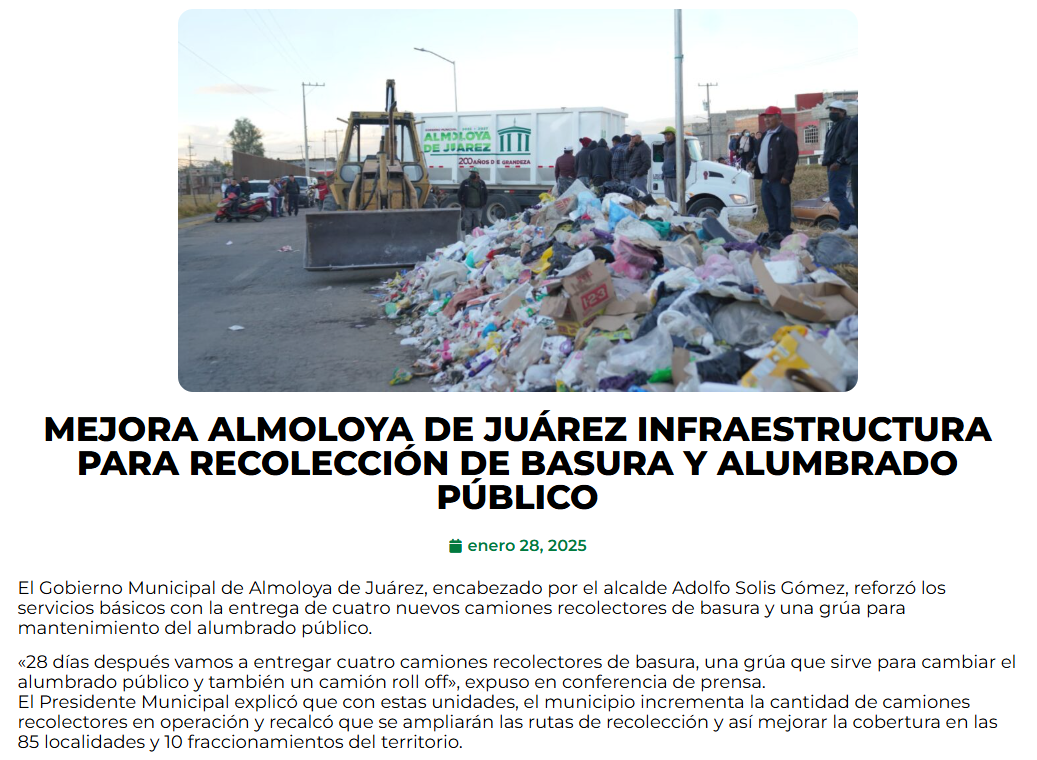 ALMOLOYA
DE JUÁREZ
200 AÑOS DE GRANDEZA
123
MEJORA ALMOLOYA DE JUÁREZ INFRAESTRUCTURA
PARA RECOLECCIÓN DE BASURA Y ALUMBRADO
PÚBLICO
enero 28, 2025
El Gobierno Municipal de Almoloya de Juárez, encabezado por el alcalde Adolfo Solis Gómez, reforzó los
servicios básicos con la entrega de cuatro nuevos camiones recolectores de basura y una grúa para
mantenimiento del alumbrado público.
«28 días después vamos a entregar cuatro camiones recolectores de basura, una grúa que sirve para cambiar el
alumbrado público y también un camión roll off», expuso en conferencia de prensa.
El Presidente Municipal explicó que con estas unidades, el municipio incrementa la cantidad de camiones
recolectores en operación y recalcó que se ampliarán las rutas de recolección y así mejorar la cobertura en las
85 localidades y 10 fraccionamientos del territorio.